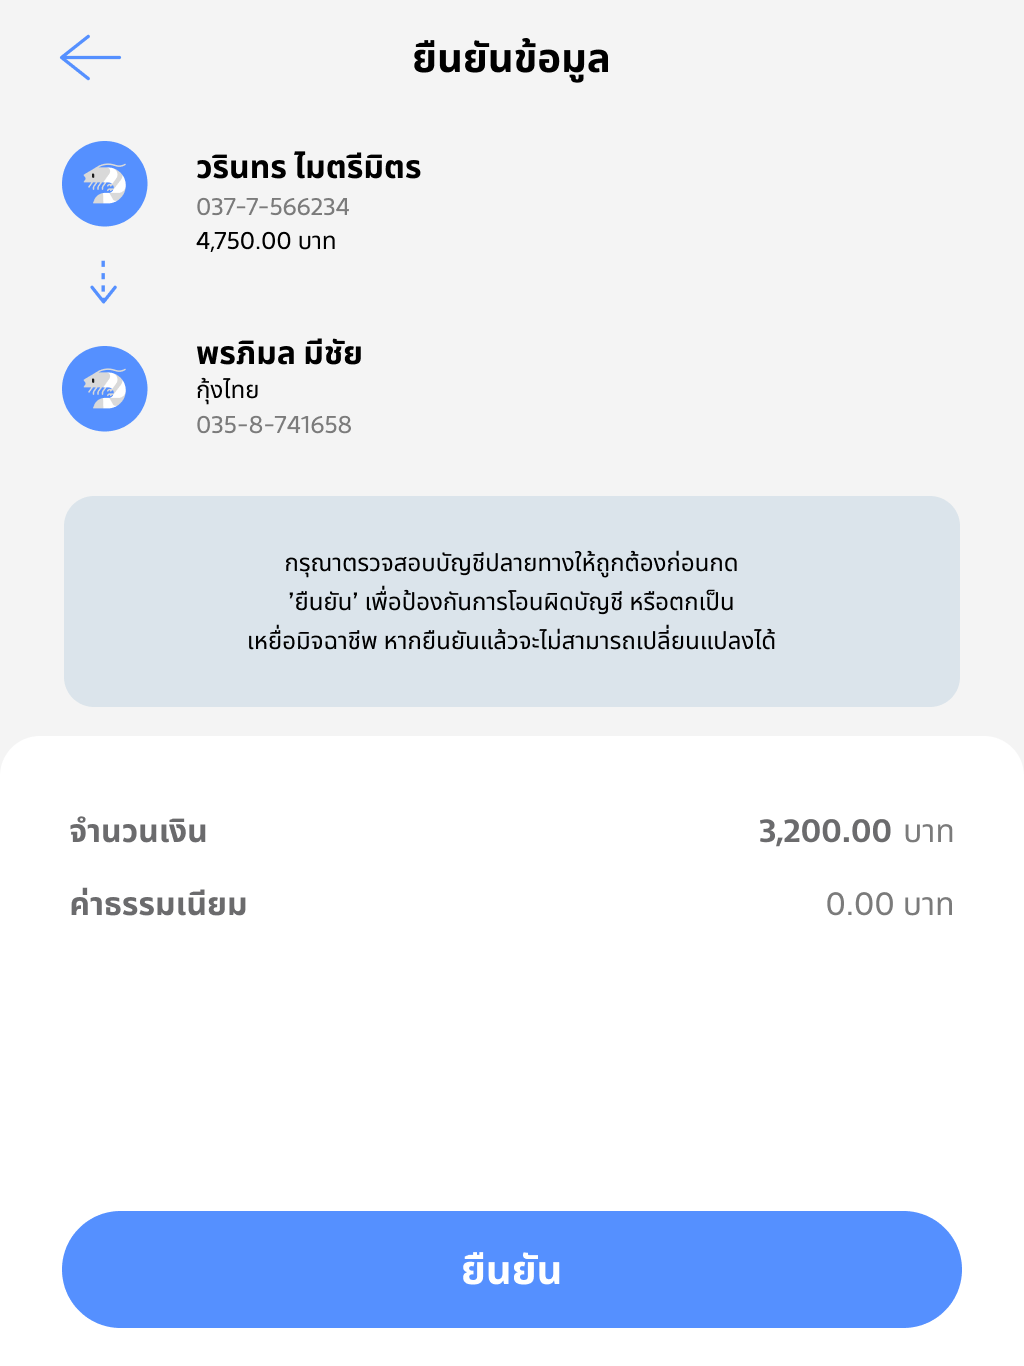 ยืนยันข้อมูล
วรินทร ไมตรีมิตร
037-7-566234
4,750.00 บาท
พรภิมล มีชัย
กุ้งไทย
035-8-741658
กรุณาตรวจสอบบัญชีปลายทางให้ถูกต้องก่อนกด
’ยืนยัน’ เพื่อป้องกันการโอนผิดบัญชี หรือตกเป็น
เหยื่อมิจฉาชีพ หากยืนยันแล้วจะไม่สามารถเปลี่ยนแปลงได้
จำนวนเงิน 3,200.00 บาท
ค่าธรรมเนียม 0.00 บาท
ยืนยัน